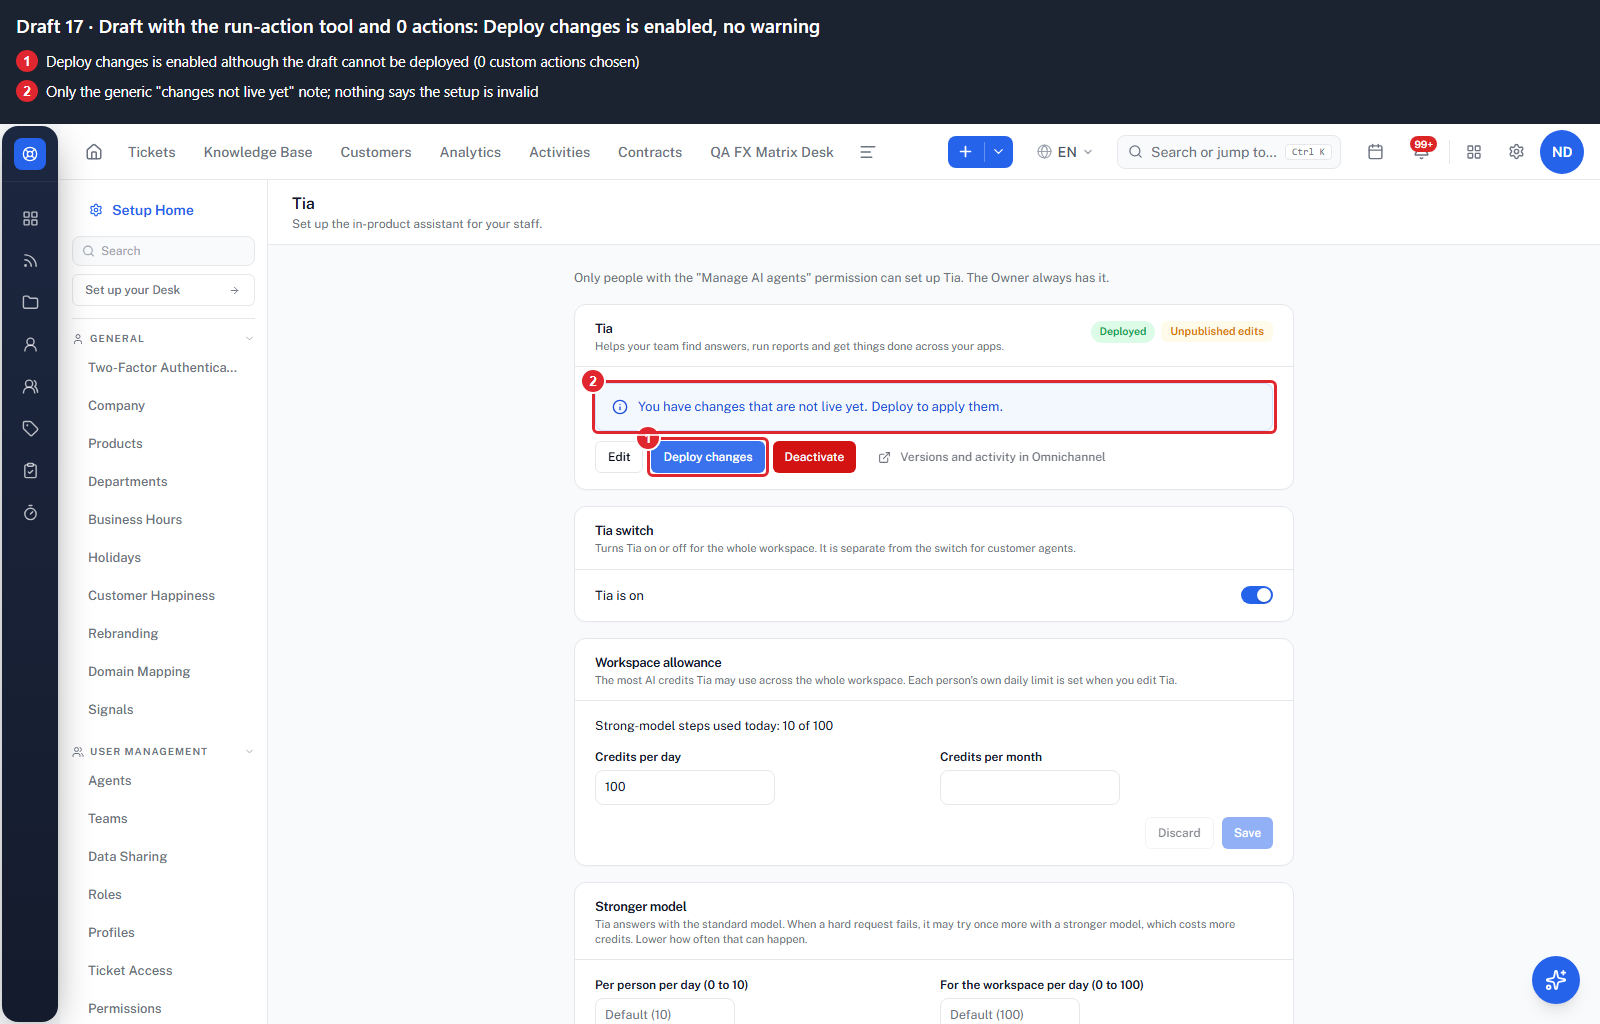 Draft 17 · Draft with the run-action tool and 0 actions: Deploy changes is enabled, no warning
1 Deploy changes is enabled although the draft cannot be deployed (0 custom actions chosen)
2 Only the generic "changes not live yet" note; nothing says the setup is invalid
Tickets Knowledge Base Customers Analytics Activities Contracts QA FX Matrix Desk EN Search or jump to... Ctrl K 99+ ND
Setup Home
Search
Set up your Desk
GENERAL
Two-Factor Authentica...
Company
Products
Departments
Business Hours
Holidays
Customer Happiness
Rebranding
Domain Mapping
Signals
USER MANAGEMENT
Agents
Teams
Data Sharing
Roles
Profiles
Ticket Access
Permissions
Tia
Set up the in-product assistant for your staff.
Only people with the "Manage AI agents" permission can set up Tia. The Owner always has it.
Tia
Helps your team find answers, run reports and get things done across your apps.
Deployed Unpublished edits
2
You have changes that are not live yet. Deploy to apply them.
1
Edit Deploy changes Deactivate Versions and activity in Omnichannel
Tia switch
Turns Tia on or off for the whole workspace. It is separate from the switch for customer agents.
Tia is on
Workspace allowance
The most AI credits Tia may use across the whole workspace. Each person's own daily limit is set when you edit Tia.
Strong-model steps used today: 10 of 100
Credits per day Credits per month
100
Discard Save
Stronger model
Tia answers with the standard model. When a hard request fails, it may try once more with a stronger model, which costs more
credits. Lower how often that can happen.
Per person per day (0 to 10) For the workspace per day (0 to 100)
Default (10) Default (100)